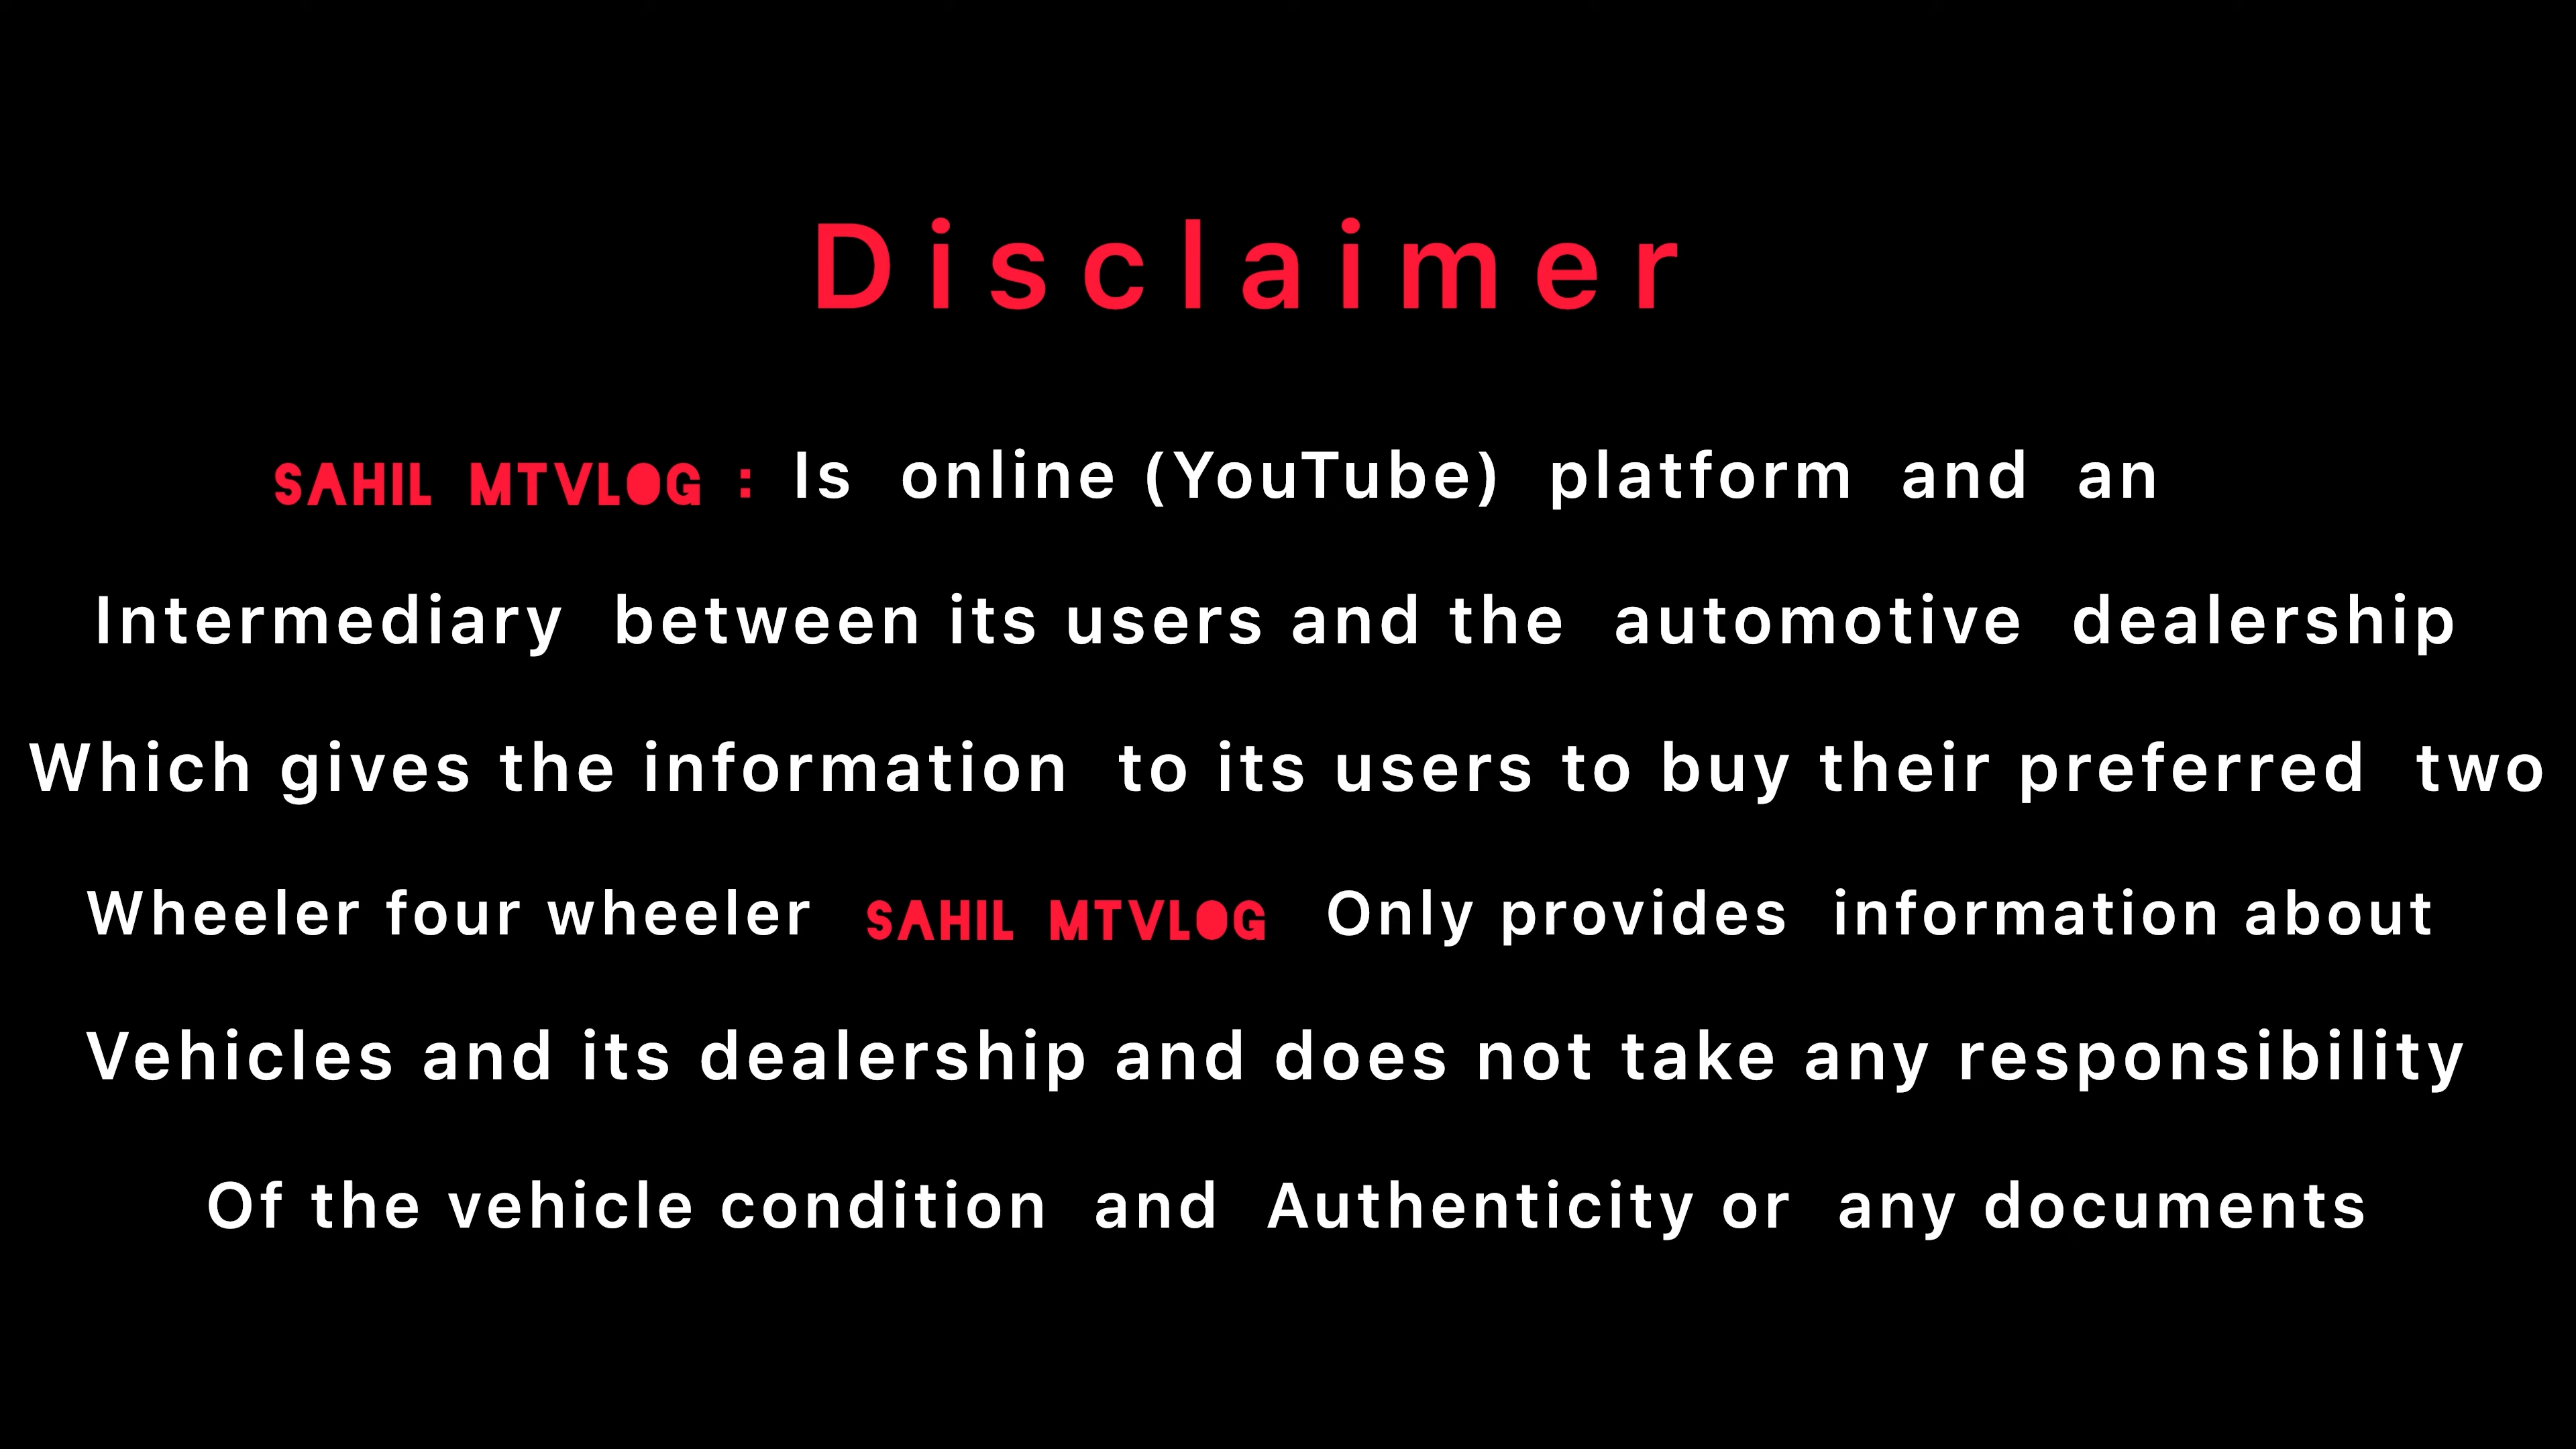 Disclaimer
SAHIL MTVLOG : Is online (YouTube) platform and an
Intermediary between its users and the automotive dealership
Which gives the information to its users to buy their preferred two
Wheeler four wheeler SAHIL MTVLOG Only provides information about
Vehicles and its dealership and does not take any responsibility
Of the vehicle condition and Authenticity or any documents